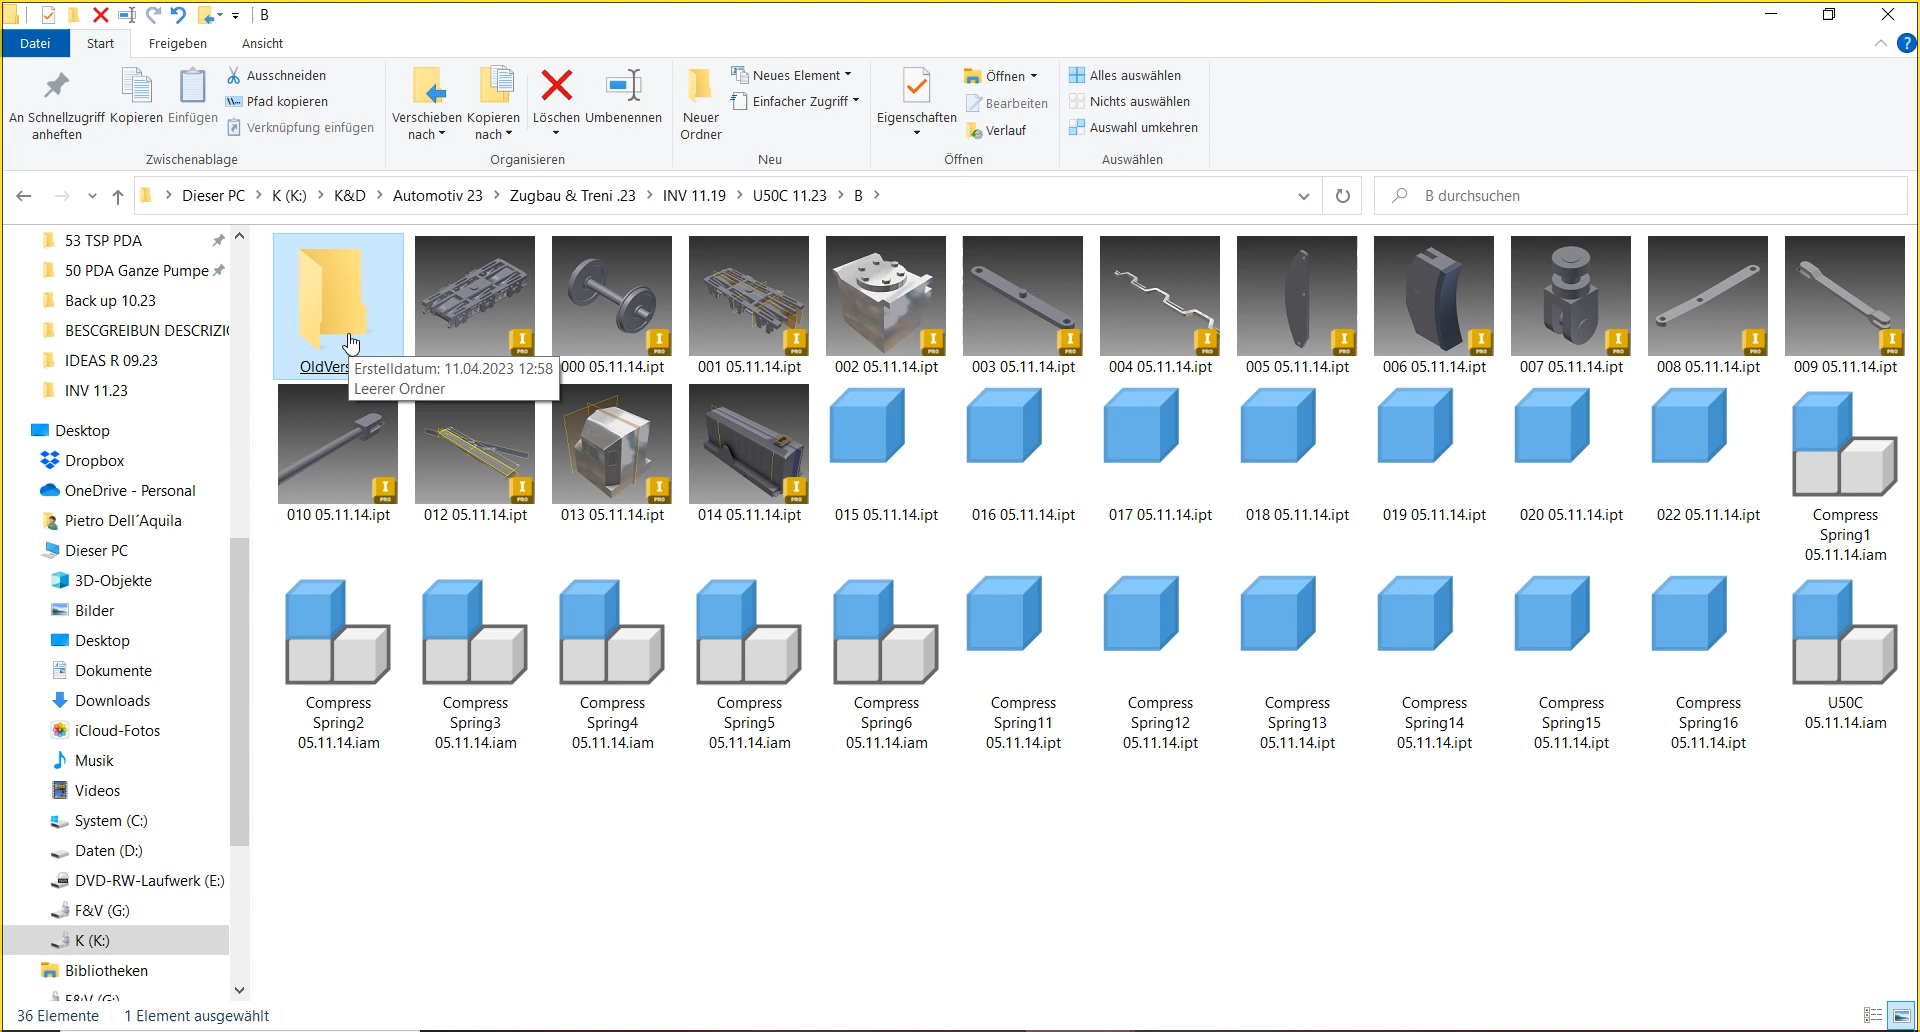 B
Datei
Start
Freigeben
Ansicht
?
An Schnellzugriff
anheften
Kopieren
Einfügen
Ausschneiden
Pfad kopieren
Verknüpfung einfügen
Zwischenablage
Verschieben
nach
Kopieren
nach
Löschen
Umbenennen
Organisieren
Neuer
Ordner
Neues Element
Einfacher Zugriff
Neu
Eigenschaften
Öffnen
Bearbeiten
Verlauf
Öffnen
Alles auswählen
Nichts auswählen
Auswahl umkehren
Auswählen
Dieser PC > K (K:) > K&D > Automotiv 23 > Zugbau & Treni .23 > INV 11.19 > U50C 11.23 > B >
B durchsuchen
53 TSP PDA
50 PDA Ganze Pumpe
Back up 10.23
BESCGREIBUN DESCRIZI
IDEAS R 09.23
INV 11.23
Desktop
Dropbox
OneDrive - Personal
Pietro Dell´Aquila
Dieser PC
3D-Objekte
Bilder
Desktop
Dokumente
Downloads
iCloud-Fotos
Musik
Videos
System (C:)
Daten (D:)
DVD-RW-Laufwerk (E:)
F&V (G:)
K (K:)
Bibliotheken
F&V (G:)
OldVers
Erstelldatum: 11.04.2023 12:58
Leerer Ordner
000 05.11.14.ipt
001 05.11.14.ipt
002 05.11.14.ipt
003 05.11.14.ipt
004 05.11.14.ipt
005 05.11.14.ipt
006 05.11.14.ipt
007 05.11.14.ipt
008 05.11.14.ipt
009 05.11.14.ipt
010 05.11.14.ipt
012 05.11.14.ipt
013 05.11.14.ipt
014 05.11.14.ipt
015 05.11.14.ipt
016 05.11.14.ipt
017 05.11.14.ipt
018 05.11.14.ipt
019 05.11.14.ipt
020 05.11.14.ipt
022 05.11.14.ipt
Compress
Spring1
05.11.14.iam
Compress
Spring2
05.11.14.iam
Compress
Spring3
05.11.14.iam
Compress
Spring4
05.11.14.iam
Compress
Spring5
05.11.14.iam
Compress
Spring6
05.11.14.iam
Compress
Spring11
05.11.14.ipt
Compress
Spring12
05.11.14.ipt
Compress
Spring13
05.11.14.ipt
Compress
Spring14
05.11.14.ipt
Compress
Spring15
05.11.14.ipt
Compress
Spring16
05.11.14.ipt
U50C
05.11.14.iam
36 Elemente
1 Element ausgewählt